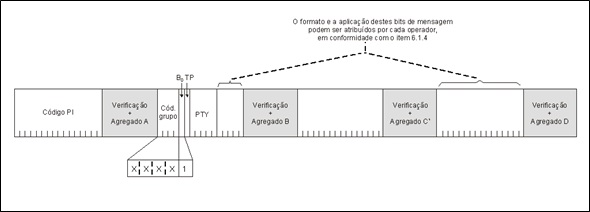 O formato e a aplicação destes bits de mensagem
podem ser atribuídos por cada operador,
em conformidade com o item 6.1.4
B₀ TP
Código PI
Verificação
+
Agregado A
Cód.
grupo
PTY
Verificação
+
Agregado B
Verificação
+
Agregado C'
Verificação
+
Agregado D
X X X X 1